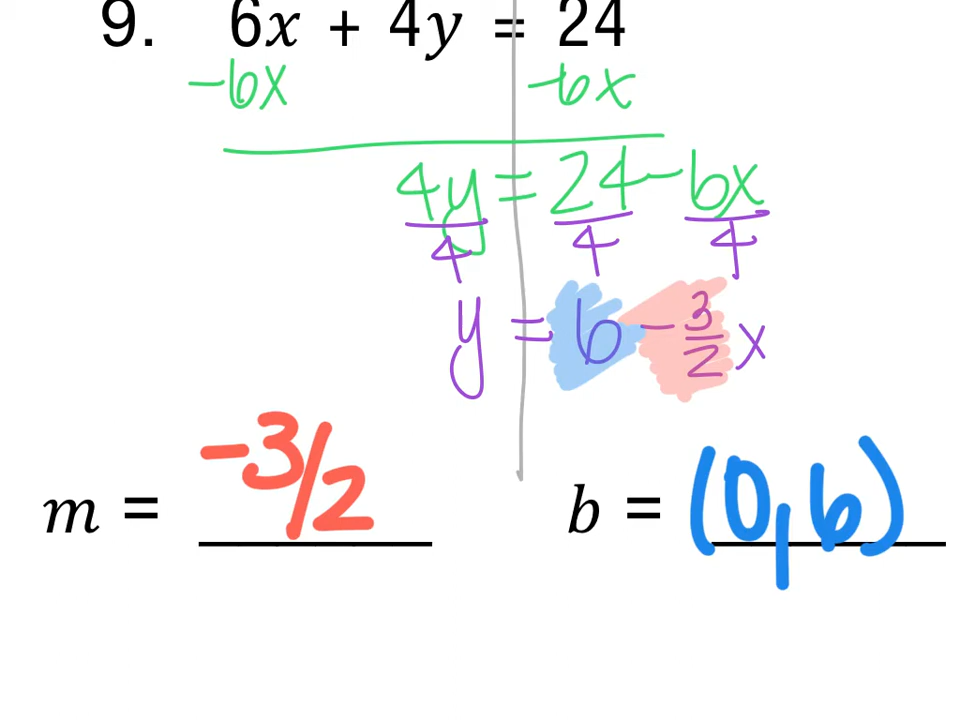 9. 6x + 4y = 24
-6x -6x
4y = 24 - 6x
4 4 4
y = 6 - 3/2 x
m = -3/2 b = (0,6)